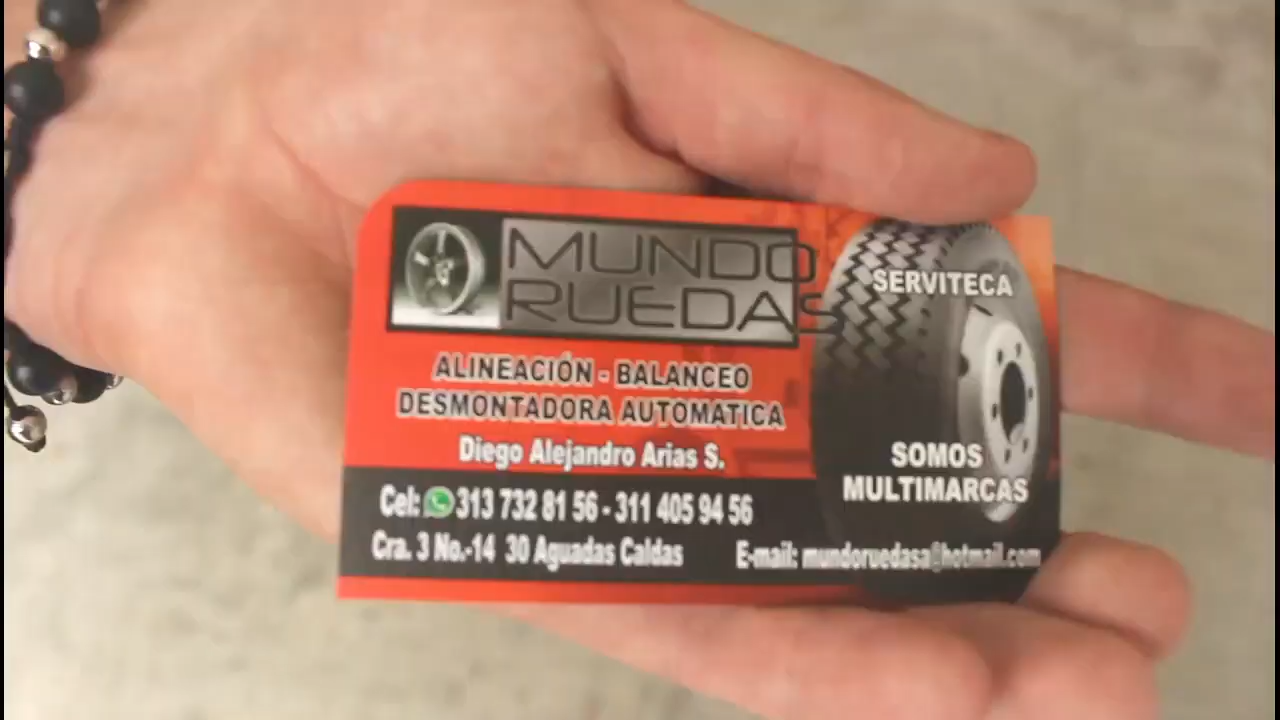 MUNDO
RUEDAS
SERVITECA
ALINEACIÓN - BALANCEO
DESMONTADORA AUTOMATICA
Diego Alejandro Arias S.
SOMOS
MULTIMARCAS
Cel: 313 732 81 56 - 311 405 94 56
Cra. 3 No.-14 30 Aguadas Caldas
E-mail: mundoruedasa@hotmail.com